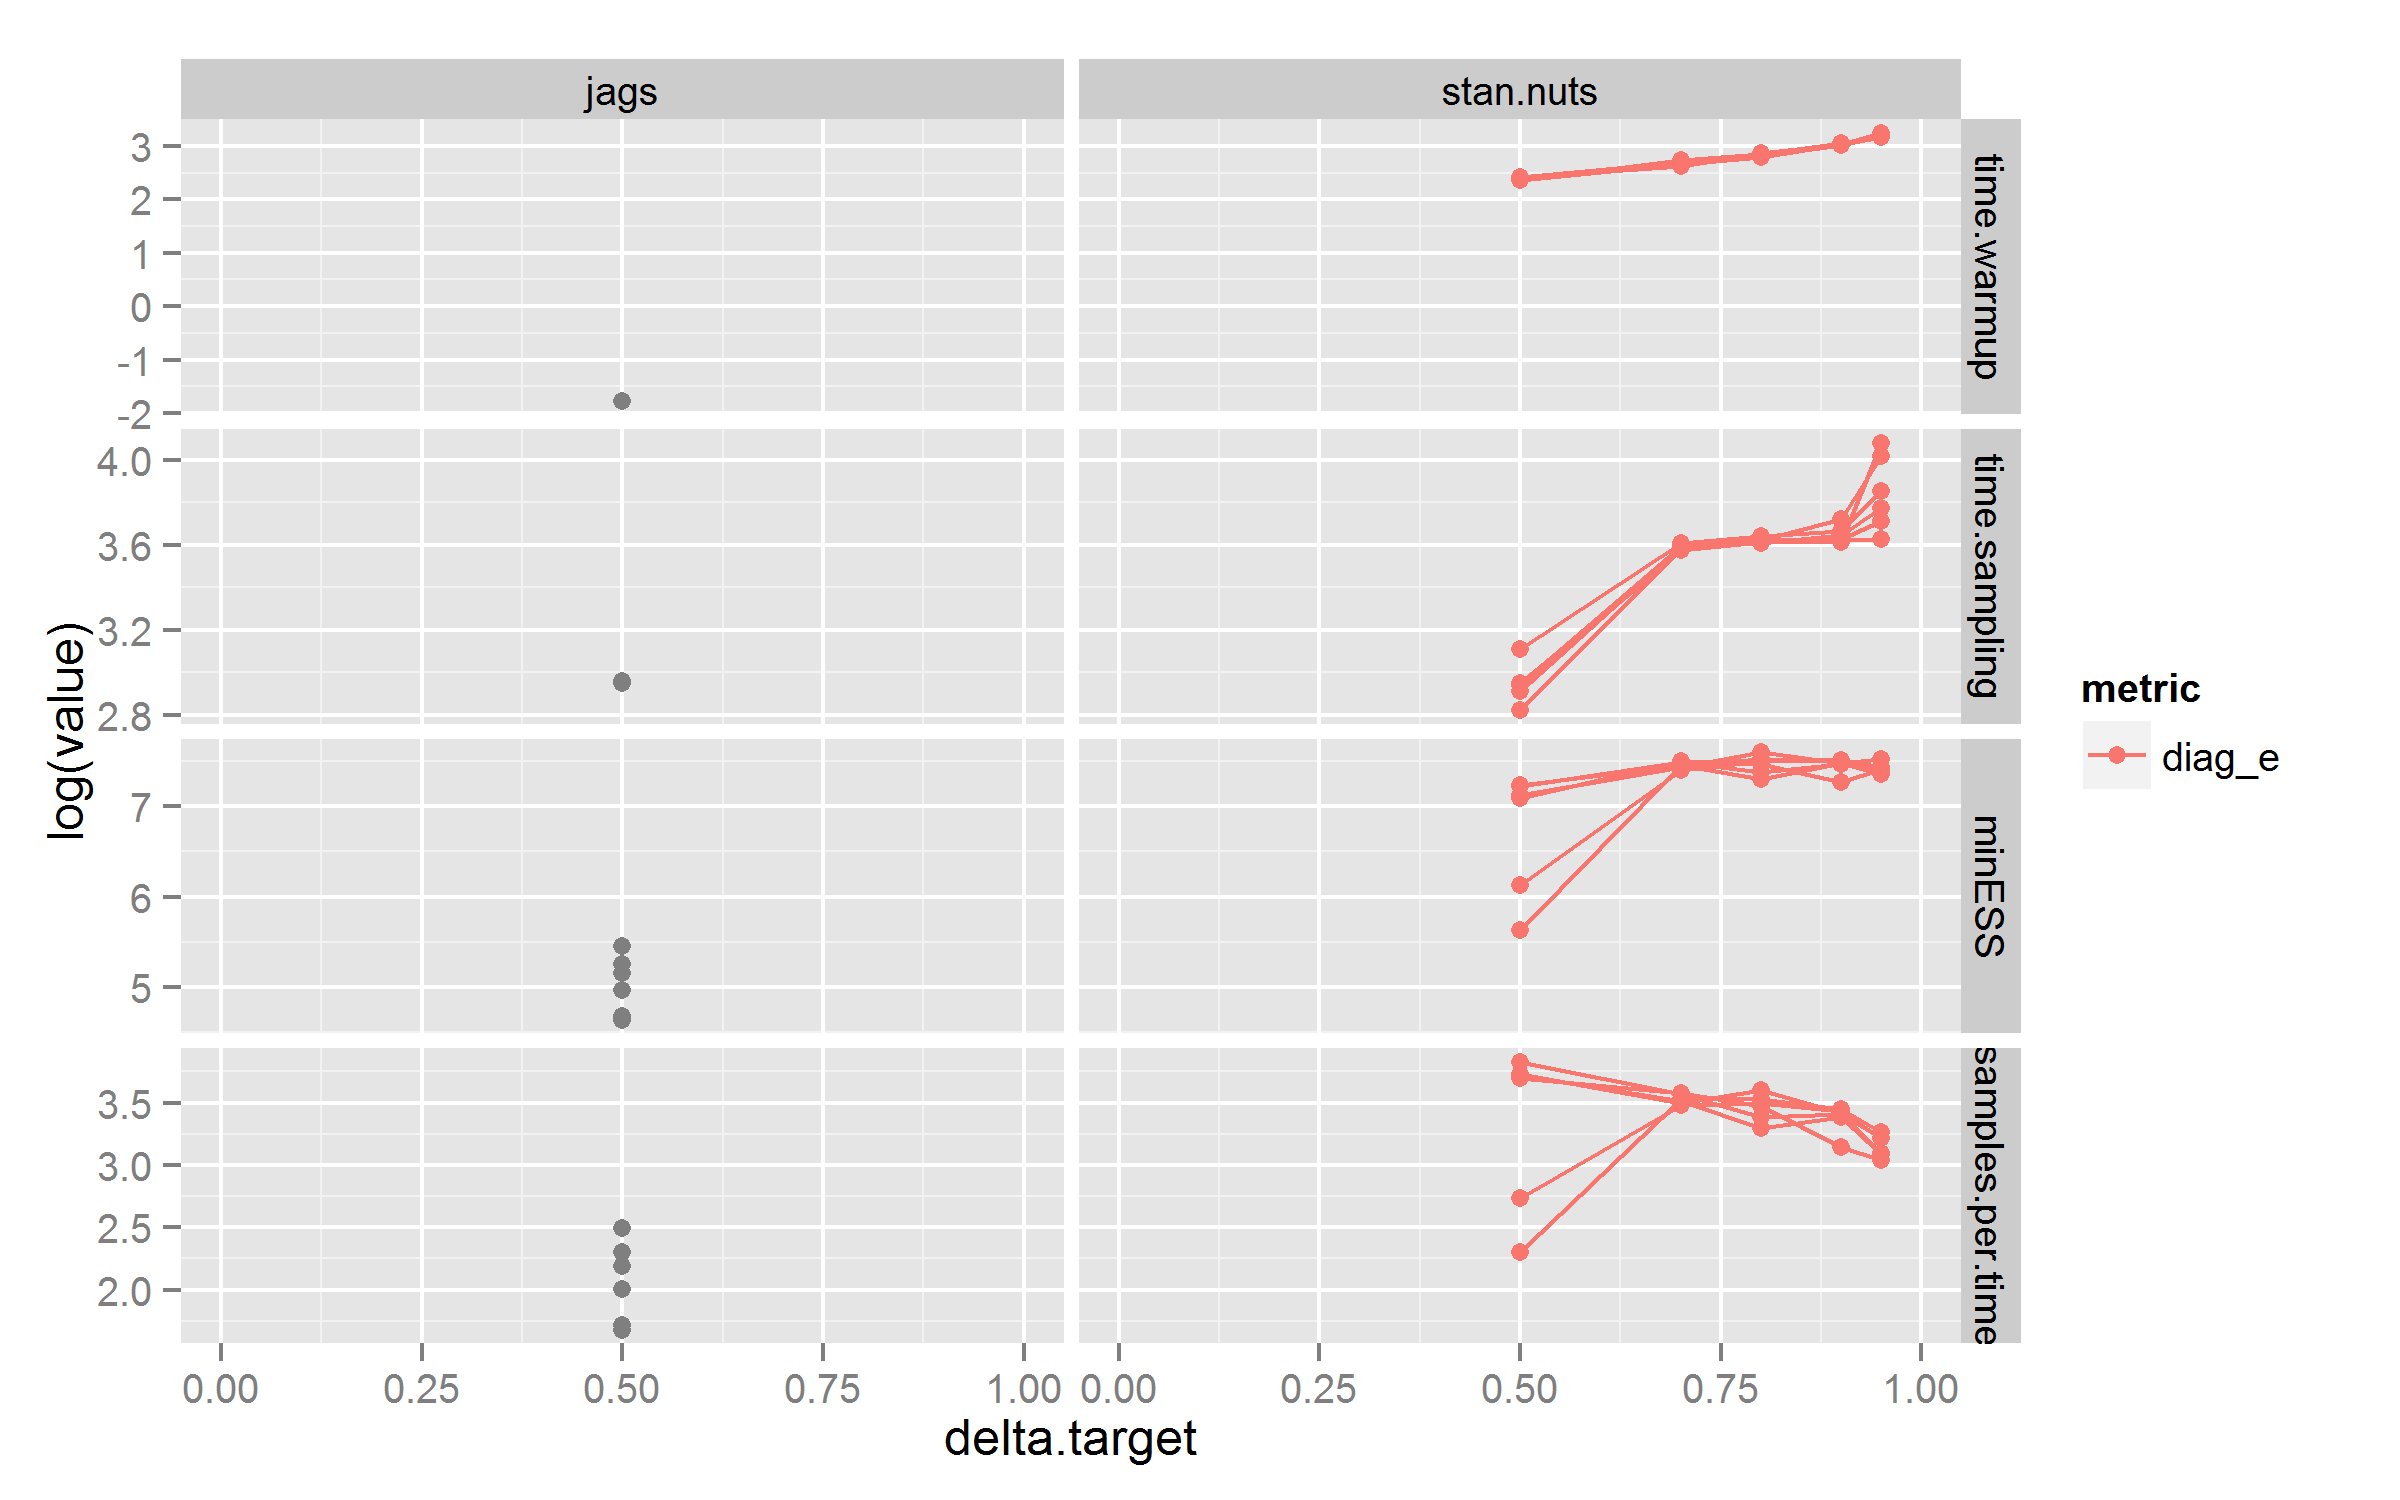 jags
stan.nuts
3
2
1
0
-1
-2
time.warmup
4.0
3.6
3.2
2.8
time.sampling
7
6
5
minESS
3.5
3.0
2.5
2.0
samples.per.time
log(value)
0.00 0.25 0.50 0.75 1.00
0.00 0.25 0.50 0.75 1.00
delta.target
metric
diag_e